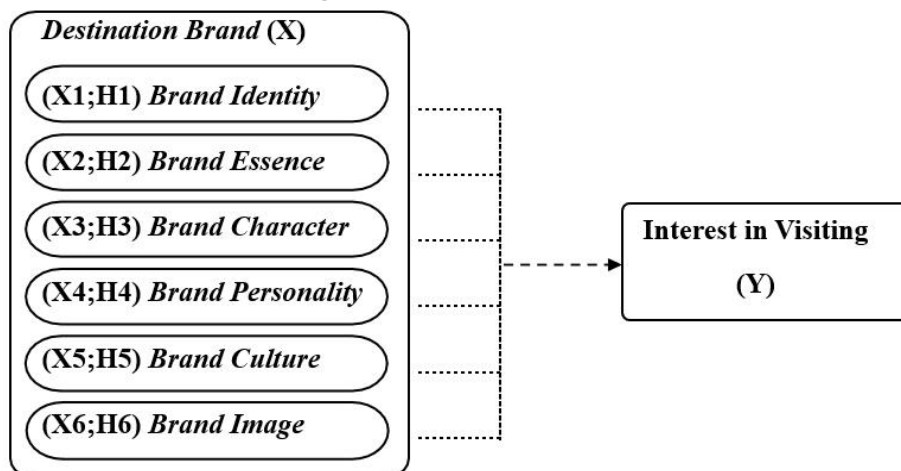 Destination Brand (X)
(X1;H1) Brand Identity
(X2;H2) Brand Essence
(X3;H3) Brand Character
(X4;H4) Brand Personality
(X5;H5) Brand Culture
(X6;H6) Brand Image
Interest in Visiting
(Y)